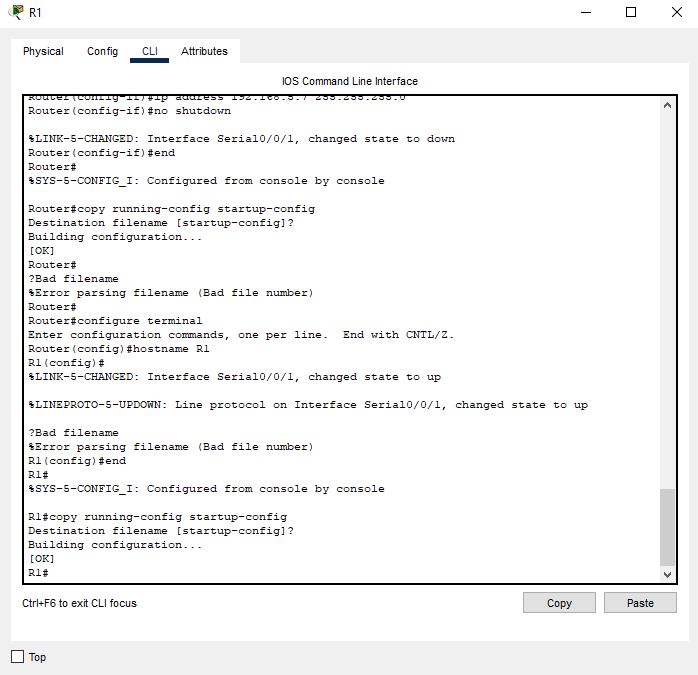 R1
Physical Config CLI Attributes
IOS Command Line Interface
Router(config-if)#ip address 192.168.5.7 255.255.255.0
Router(config-if)#no shutdown
%LINK-5-CHANGED: Interface Serial0/0/1, changed state to down
Router(config-if)#end
Router#
%SYS-5-CONFIG_I: Configured from console by console
Router#copy running-config startup-config
Destination filename [startup-config]?
Building configuration...
[OK]
Router#
?Bad filename
%Error parsing filename (Bad file number)
Router#
Router#configure terminal
Enter configuration commands, one per line.  End with CNTL/Z.
Router(config)#hostname R1
R1(config)#
%LINK-5-CHANGED: Interface Serial0/0/1, changed state to up
%LINEPROTO-5-UPDOWN: Line protocol on Interface Serial0/0/1, changed state to up
?Bad filename
%Error parsing filename (Bad file number)
R1(config)#end
R1#
%SYS-5-CONFIG_I: Configured from console by console
R1#copy running-config startup-config
Destination filename [startup-config]?
Building configuration...
[OK]
R1#
Ctrl+F6 to exit CLI focus
Copy Paste
Top